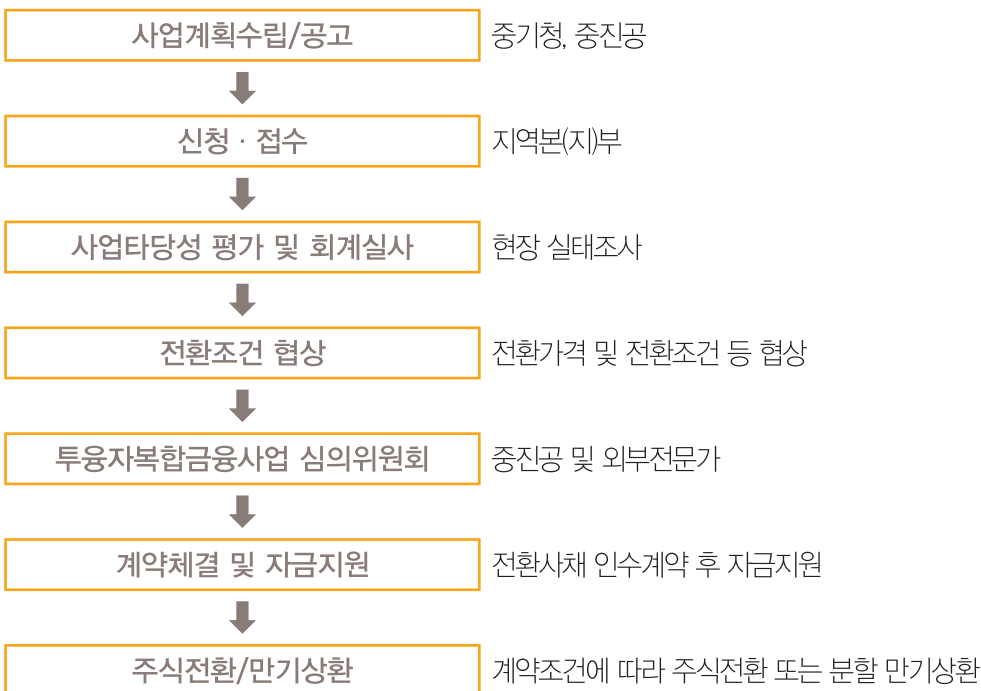 사업계획수립/공고 중기청, 중진공
신청 · 접수 지역본(지)부
사업타당성 평가 및 회계실사 현장 실태조사
전환조건 협상 전환가격 및 전환조건 등 협상
투융자복합금융사업 심의위원회 중진공 및 외부전문가
계약체결 및 자금지원 전환사채 인수계약 후 자금지원
주식전환/만기상환 계약조건에 따라 주식전환 또는 분할 만기상환